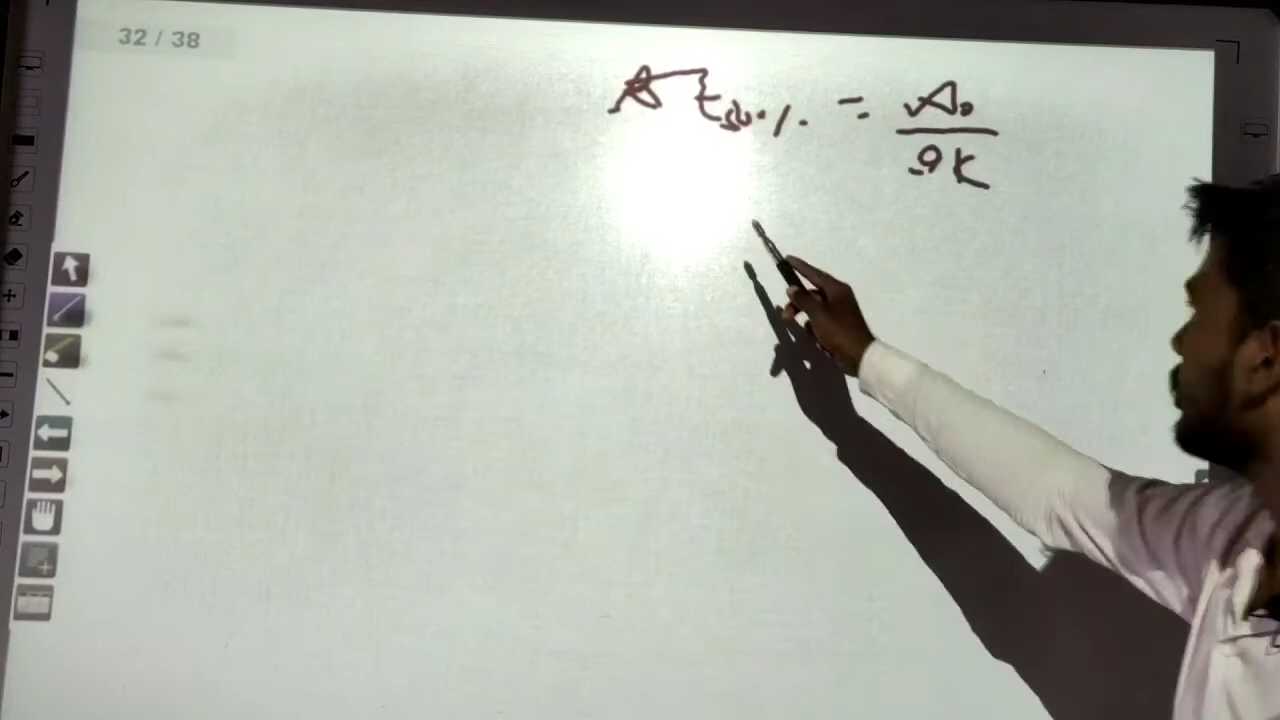 32 / 38
t₅₀.%. = A₀
2K